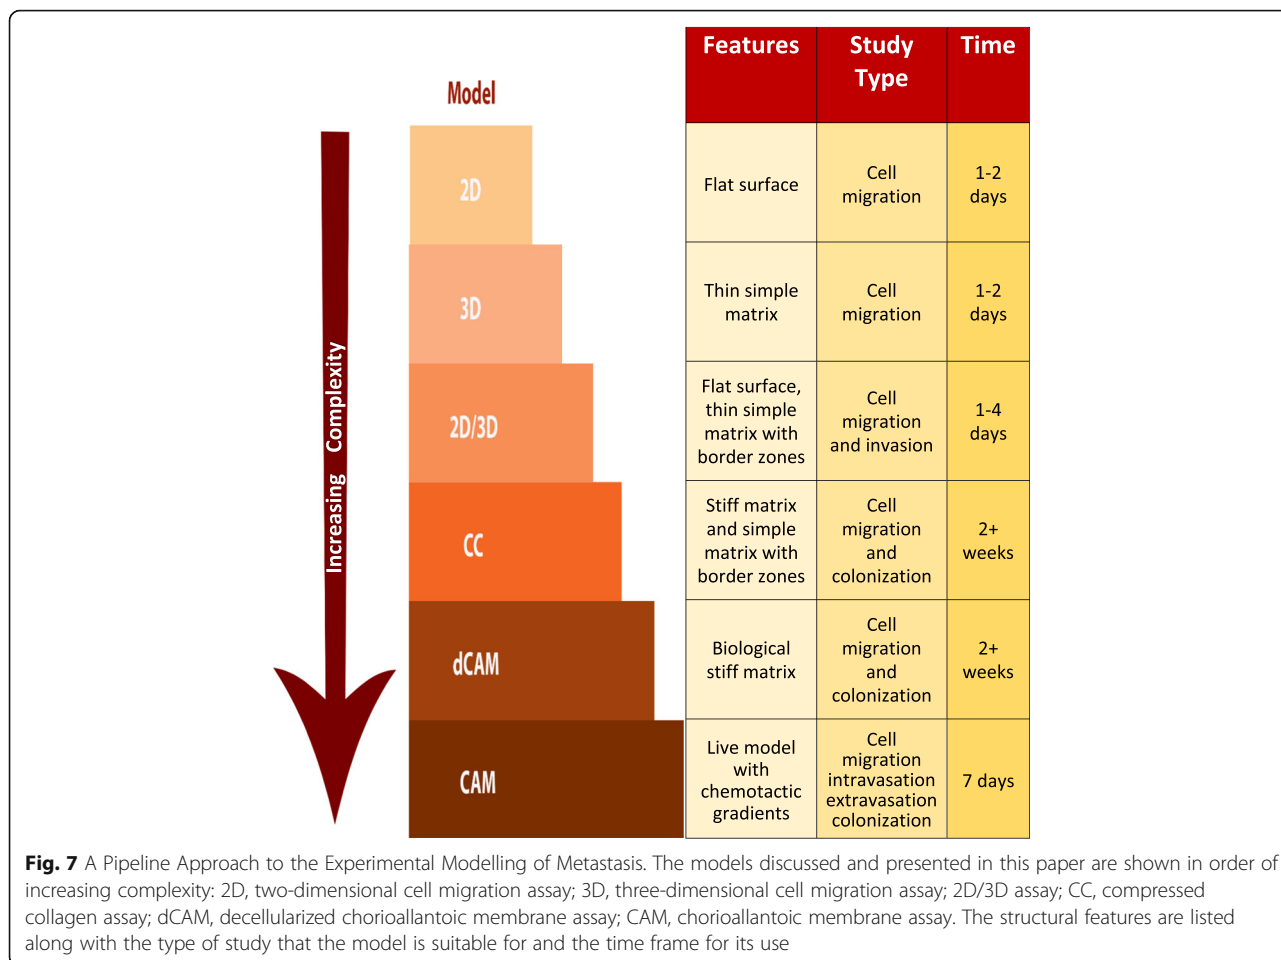 Model
Features
Study
Type
Time
Increasing Complexity
2D
Flat surface
Cell
migration
1-2
days
3D
Thin simple
matrix
Cell
migration
1-2
days
2D/3D
Flat surface,
thin simple
matrix with
border zones
Cell
migration
and invasion
1-4
days
CC
Stiff matrix
and simple
matrix with
border zones
Cell
migration
and
colonization
2+
weeks
dCAM
Biological
stiff matrix
Cell
migration
and
colonization
2+
weeks
CAM
Live model
with
chemotactic
gradients
Cell
migration
intravasation
extravasation
colonization
7 days
Fig. 7 A Pipeline Approach to the Experimental Modelling of Metastasis. The models discussed and presented in this paper are shown in order of
increasing complexity: 2D, two-dimensional cell migration assay; 3D, three-dimensional cell migration assay; 2D/3D assay; CC, compressed
collagen assay; dCAM, decellularized chorioallantoic membrane assay; CAM, chorioallantoic membrane assay. The structural features are listed
along with the type of study that the model is suitable for and the time frame for its use